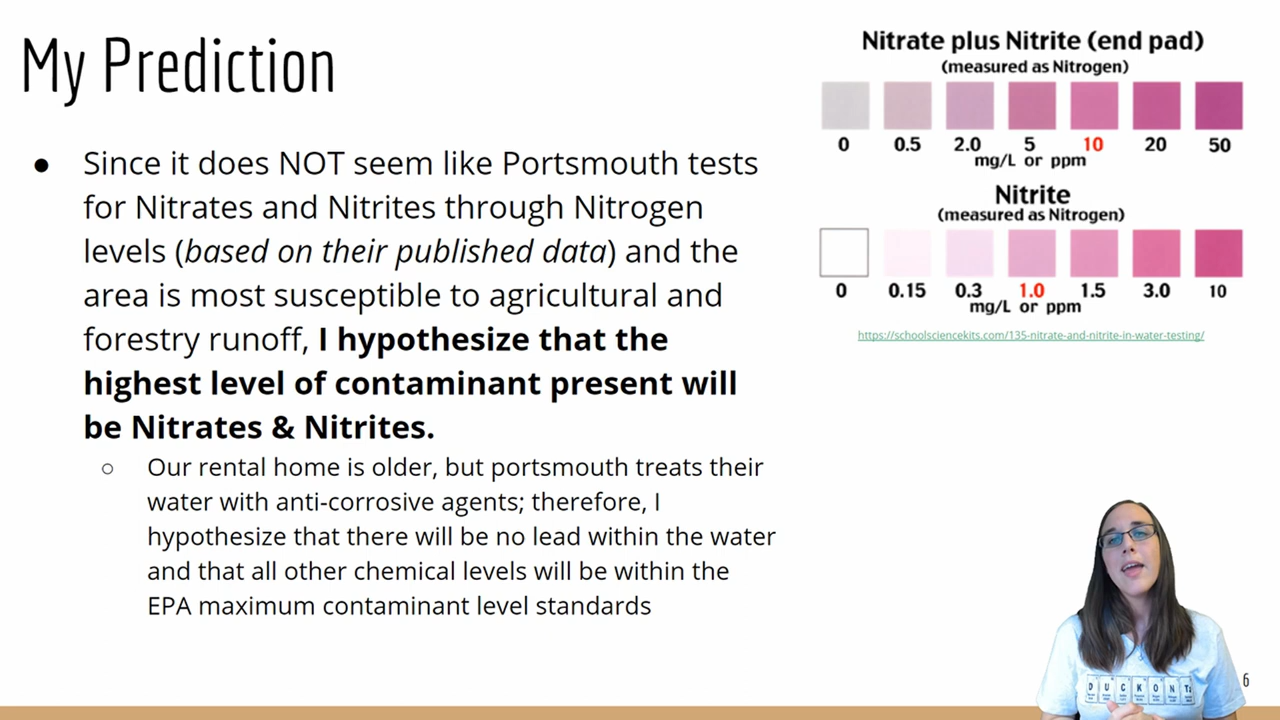 My Prediction
● Since it does NOT seem like Portsmouth tests
for Nitrates and Nitrites through Nitrogen
levels (based on their published data) and the
area is most susceptible to agricultural and
forestry runoff, I hypothesize that the
highest level of contaminant present will
be Nitrates & Nitrites.
○ Our rental home is older, but portsmouth treats their
water with anti-corrosive agents; therefore, I
hypothesize that there will be no lead within the water
and that all other chemical levels will be within the
EPA maximum contaminant level standards
Nitrate plus Nitrite (end pad)
(measured as Nitrogen)
0 0.5 2.0 5 10 20 50
mg/L or ppm
Nitrite
(measured as Nitrogen)
0 0.15 0.3 1.0 1.5 3.0 10
mg/L or ppm
https://schoolsciencekits.com/135-nitrate-and-nitrite-in-water-testing/
D U C K O N T
6